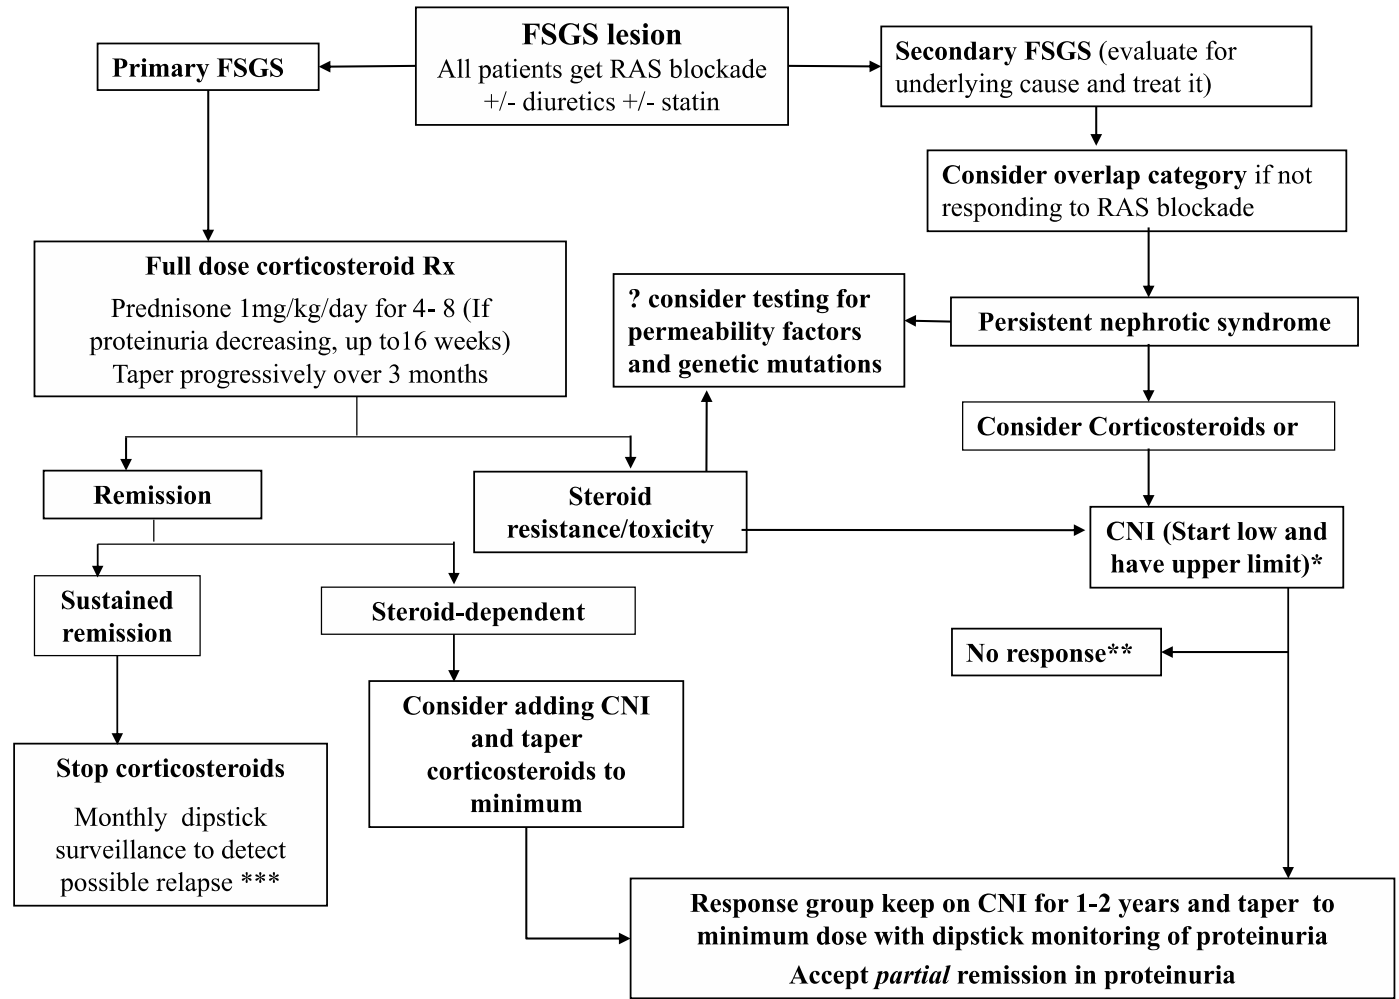 FSGS lesion
All patients get RAS blockade
+/- diuretics +/- statin
Primary FSGS
Secondary FSGS (evaluate for
underlying cause and treat it)
Consider overlap category if not
responding to RAS blockade
Full dose corticosteroid Rx
Prednisone 1mg/kg/day for 4- 8 (If
proteinuria decreasing, up to16 weeks)
Taper progressively over 3 months
? consider testing for
permeability factors
and genetic mutations
Persistent nephrotic syndrome
Consider Corticosteroids or
Remission
Steroid
resistance/toxicity
CNI (Start low and
have upper limit)*
Sustained
remission
Steroid-dependent
No response**
Consider adding CNI
and taper
corticosteroids to
minimum
Stop corticosteroids
Monthly dipstick
surveillance to detect
possible relapse ***
Response group keep on CNI for 1-2 years and taper to
minimum dose with dipstick monitoring of proteinuria
Accept partial remission in proteinuria